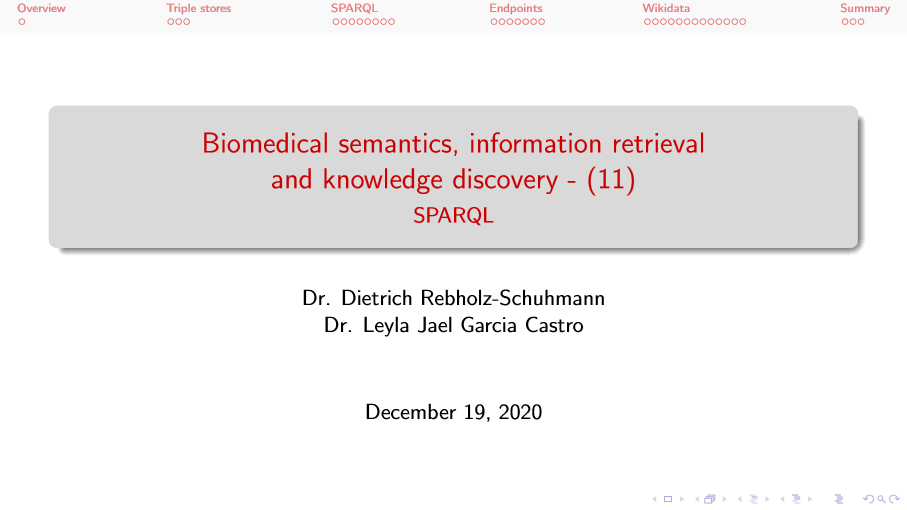 Overview Triple stores SPARQL Endpoints Wikidata Summary
Biomedical semantics, information retrieval
and knowledge discovery - (11)
SPARQL
Dr. Dietrich Rebholz-Schuhmann
Dr. Leyla Jael Garcia Castro
December 19, 2020